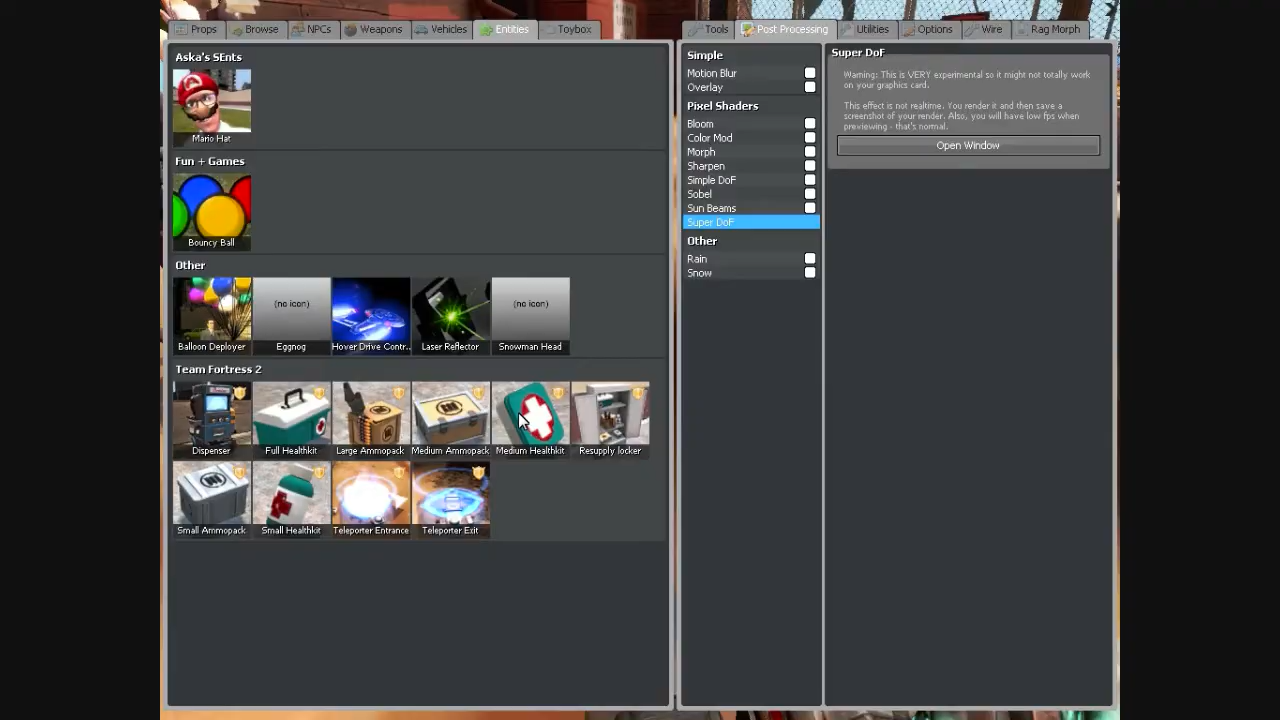 Props Browse NPCs Weapons Vehicles Entities Toybox
Tools Post Processing Utilities Options Wire Rag Morph
Aska's SEnts
Mario Hat
Fun + Games
Bouncy Ball
Other
(no icon) (no icon)
Balloon Deployer Eggnog Hover Drive Contr... Laser Reflector Snowman Head
Team Fortress 2
Dispenser Full Healthkit Large Ammopack Medium Ammopack Medium Healthkit Resupply locker
Small Ammopack Small Healthkit Teleporter Entrance Teleporter Exit
Simple
Motion Blur
Overlay
Pixel Shaders
Bloom
Color Mod
Morph
Sharpen
Simple DoF
Sobel
Sun Beams
Super DoF
Other
Rain
Snow
Super DoF
Warning: This is VERY experimental so it might not totally work
on your graphics card.
This effect is not realtime. You render it and then save a
screenshot of your render. Also, you will have low fps when
previewing - that's normal.
Open Window